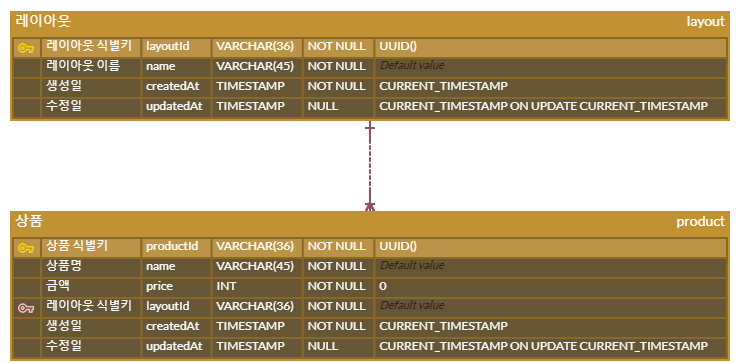 레이아웃 layout
레이아웃 식별키 layoutId VARCHAR(36) NOT NULL UUID()
레이아웃 이름 name VARCHAR(45) NOT NULL Default value
생성일 createdAt TIMESTAMP NOT NULL CURRENT_TIMESTAMP
수정일 updatedAt TIMESTAMP NULL CURRENT_TIMESTAMP ON UPDATE CURRENT_TIMESTAMP
상품 product
상품 식별키 productId VARCHAR(36) NOT NULL UUID()
상품명 name VARCHAR(45) NOT NULL Default value
금액 price INT NOT NULL 0
레이아웃 식별키 layoutId VARCHAR(36) NOT NULL Default value
생성일 createdAt TIMESTAMP NOT NULL CURRENT_TIMESTAMP
수정일 updatedAt TIMESTAMP NULL CURRENT_TIMESTAMP ON UPDATE CURRENT_TIMESTAMP